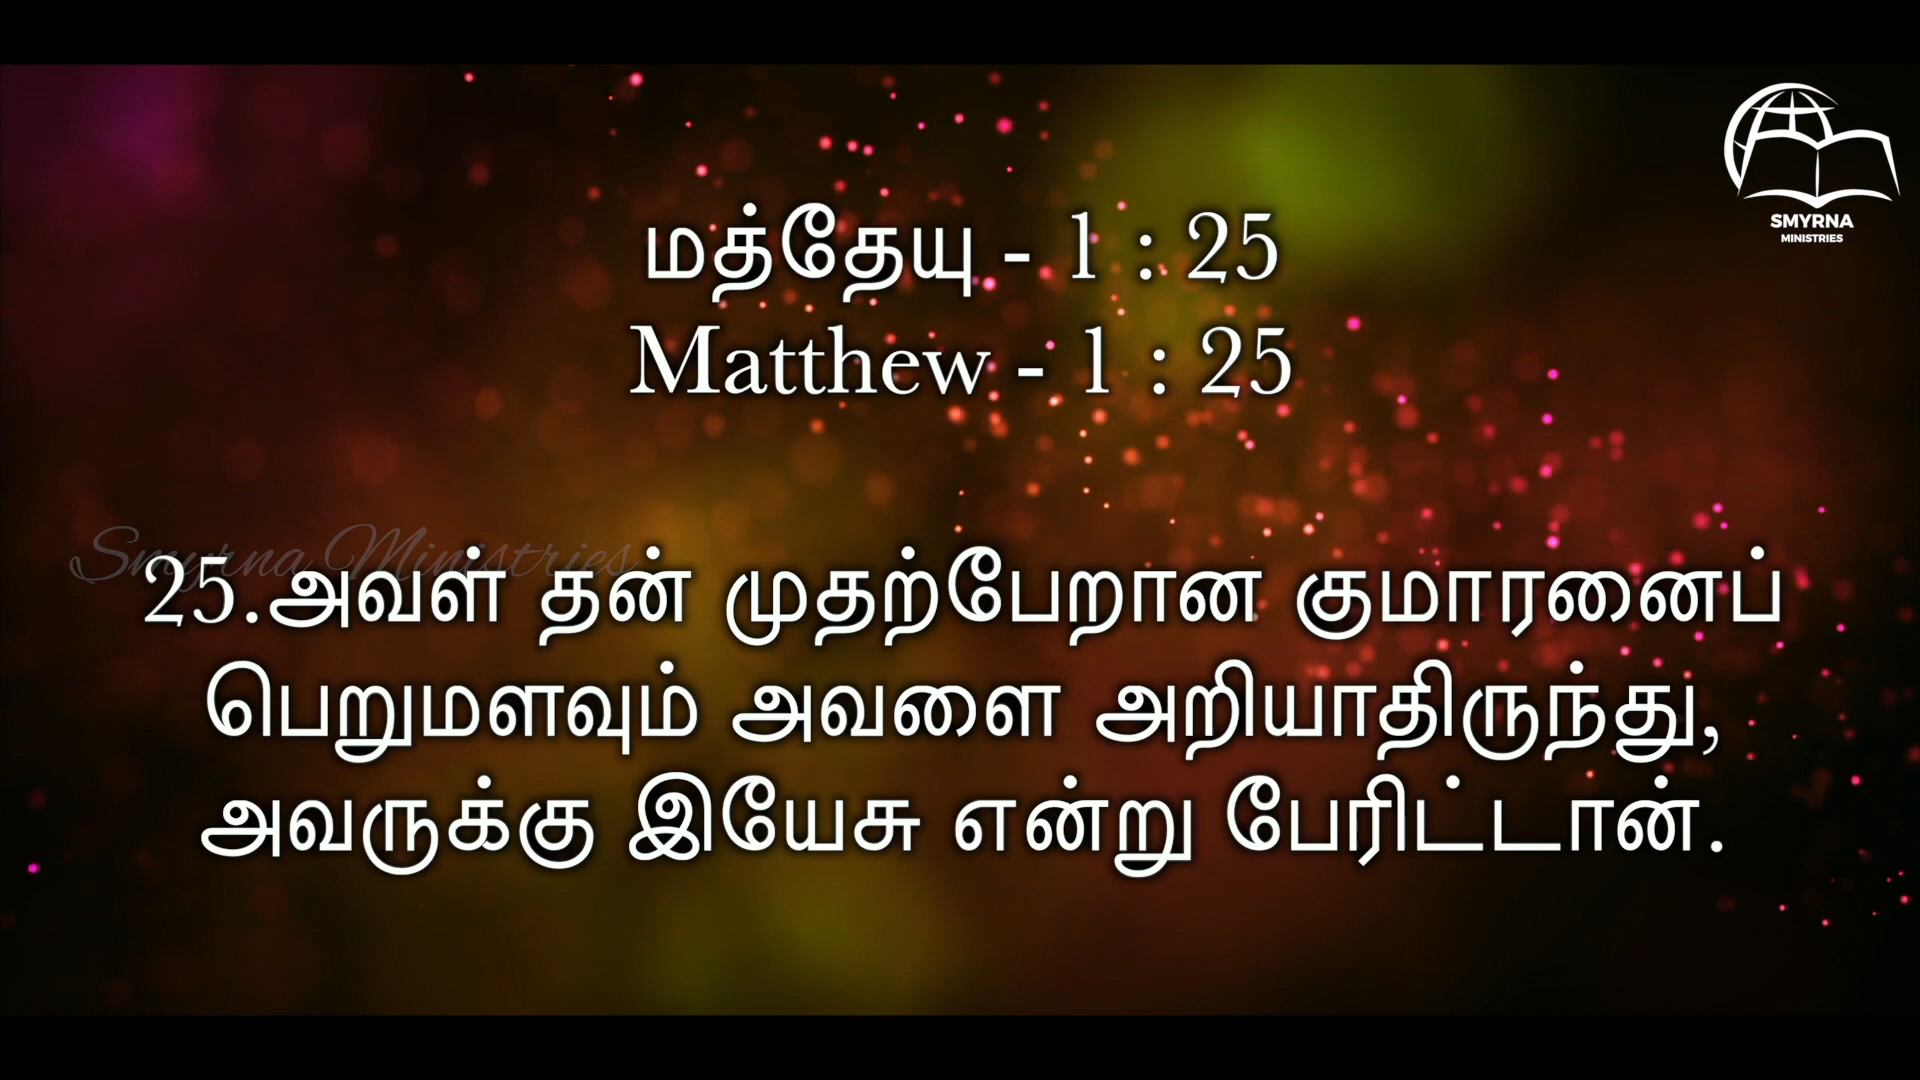 SMYRNA
MINISTRIES
மத்தேயு - 1 : 25
Matthew - 1 : 25
Smyrna Ministries
25.அவள் தன் முதற்பேறான குமாரனைப்
பெறுமளவும் அவளை அறியாதிருந்து,
அவருக்கு இயேசு என்று பேரிட்டான்.